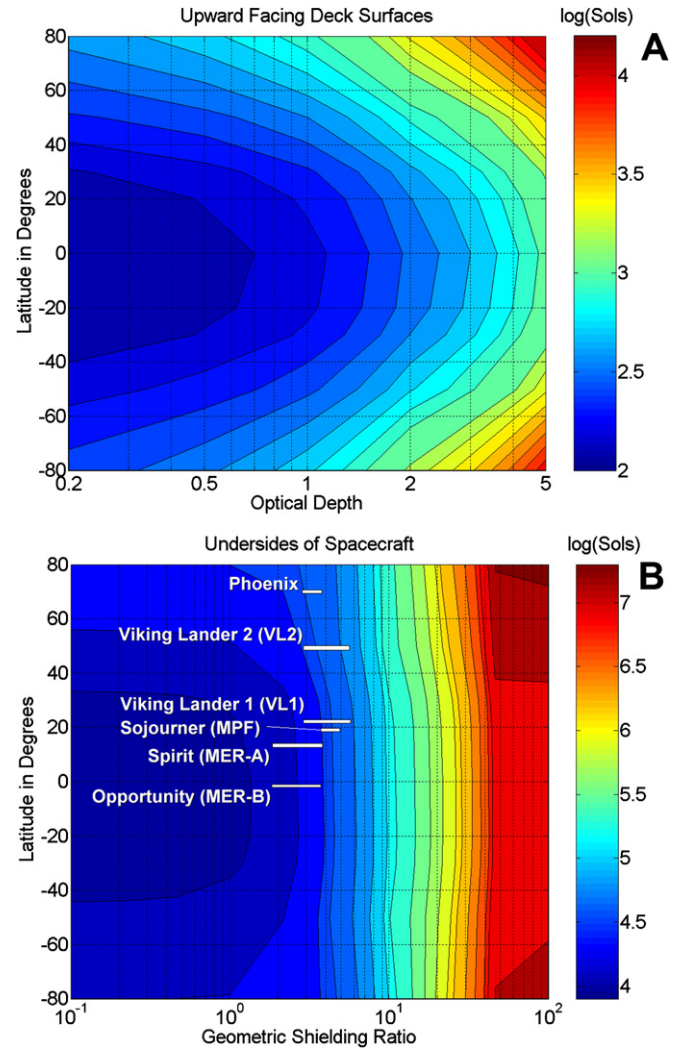 Upward Facing Deck Surfaces
log(Sols)
A
80
60
40
20
0
-20
-40
-60
-80
Latitude in Degrees
0.2
0.5
1
2
5
Optical Depth
4
3.5
3
2.5
2
Undersides of Spacecraft
log(Sols)
B
80
60
40
20
0
-20
-40
-60
-80
Latitude in Degrees
Phoenix
Viking Lander 2 (VL2)
Viking Lander 1 (VL1)
Sojourner (MPF)
Spirit (MER-A)
Opportunity (MER-B)
10⁻¹
10⁰
10¹
10²
Geometric Shielding Ratio
7
6.5
6
5.5
5
4.5
4